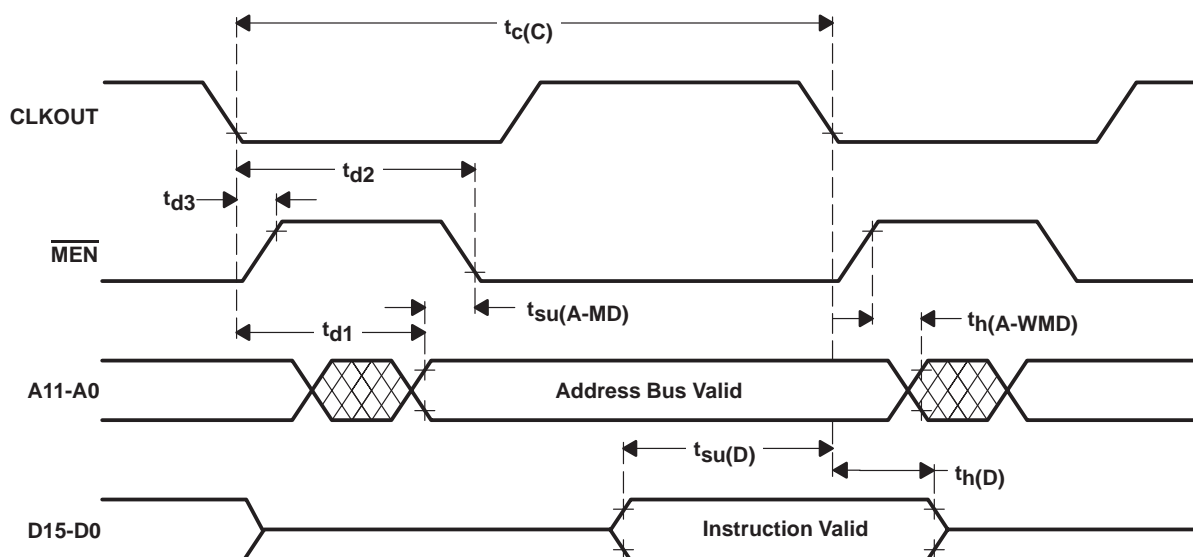 tc(C)
CLKOUT
td2
td3
MEN
tsu(A-MD)
td1
th(A-WMD)
A11-A0
Address Bus Valid
tsu(D)
th(D)
D15-D0
Instruction Valid